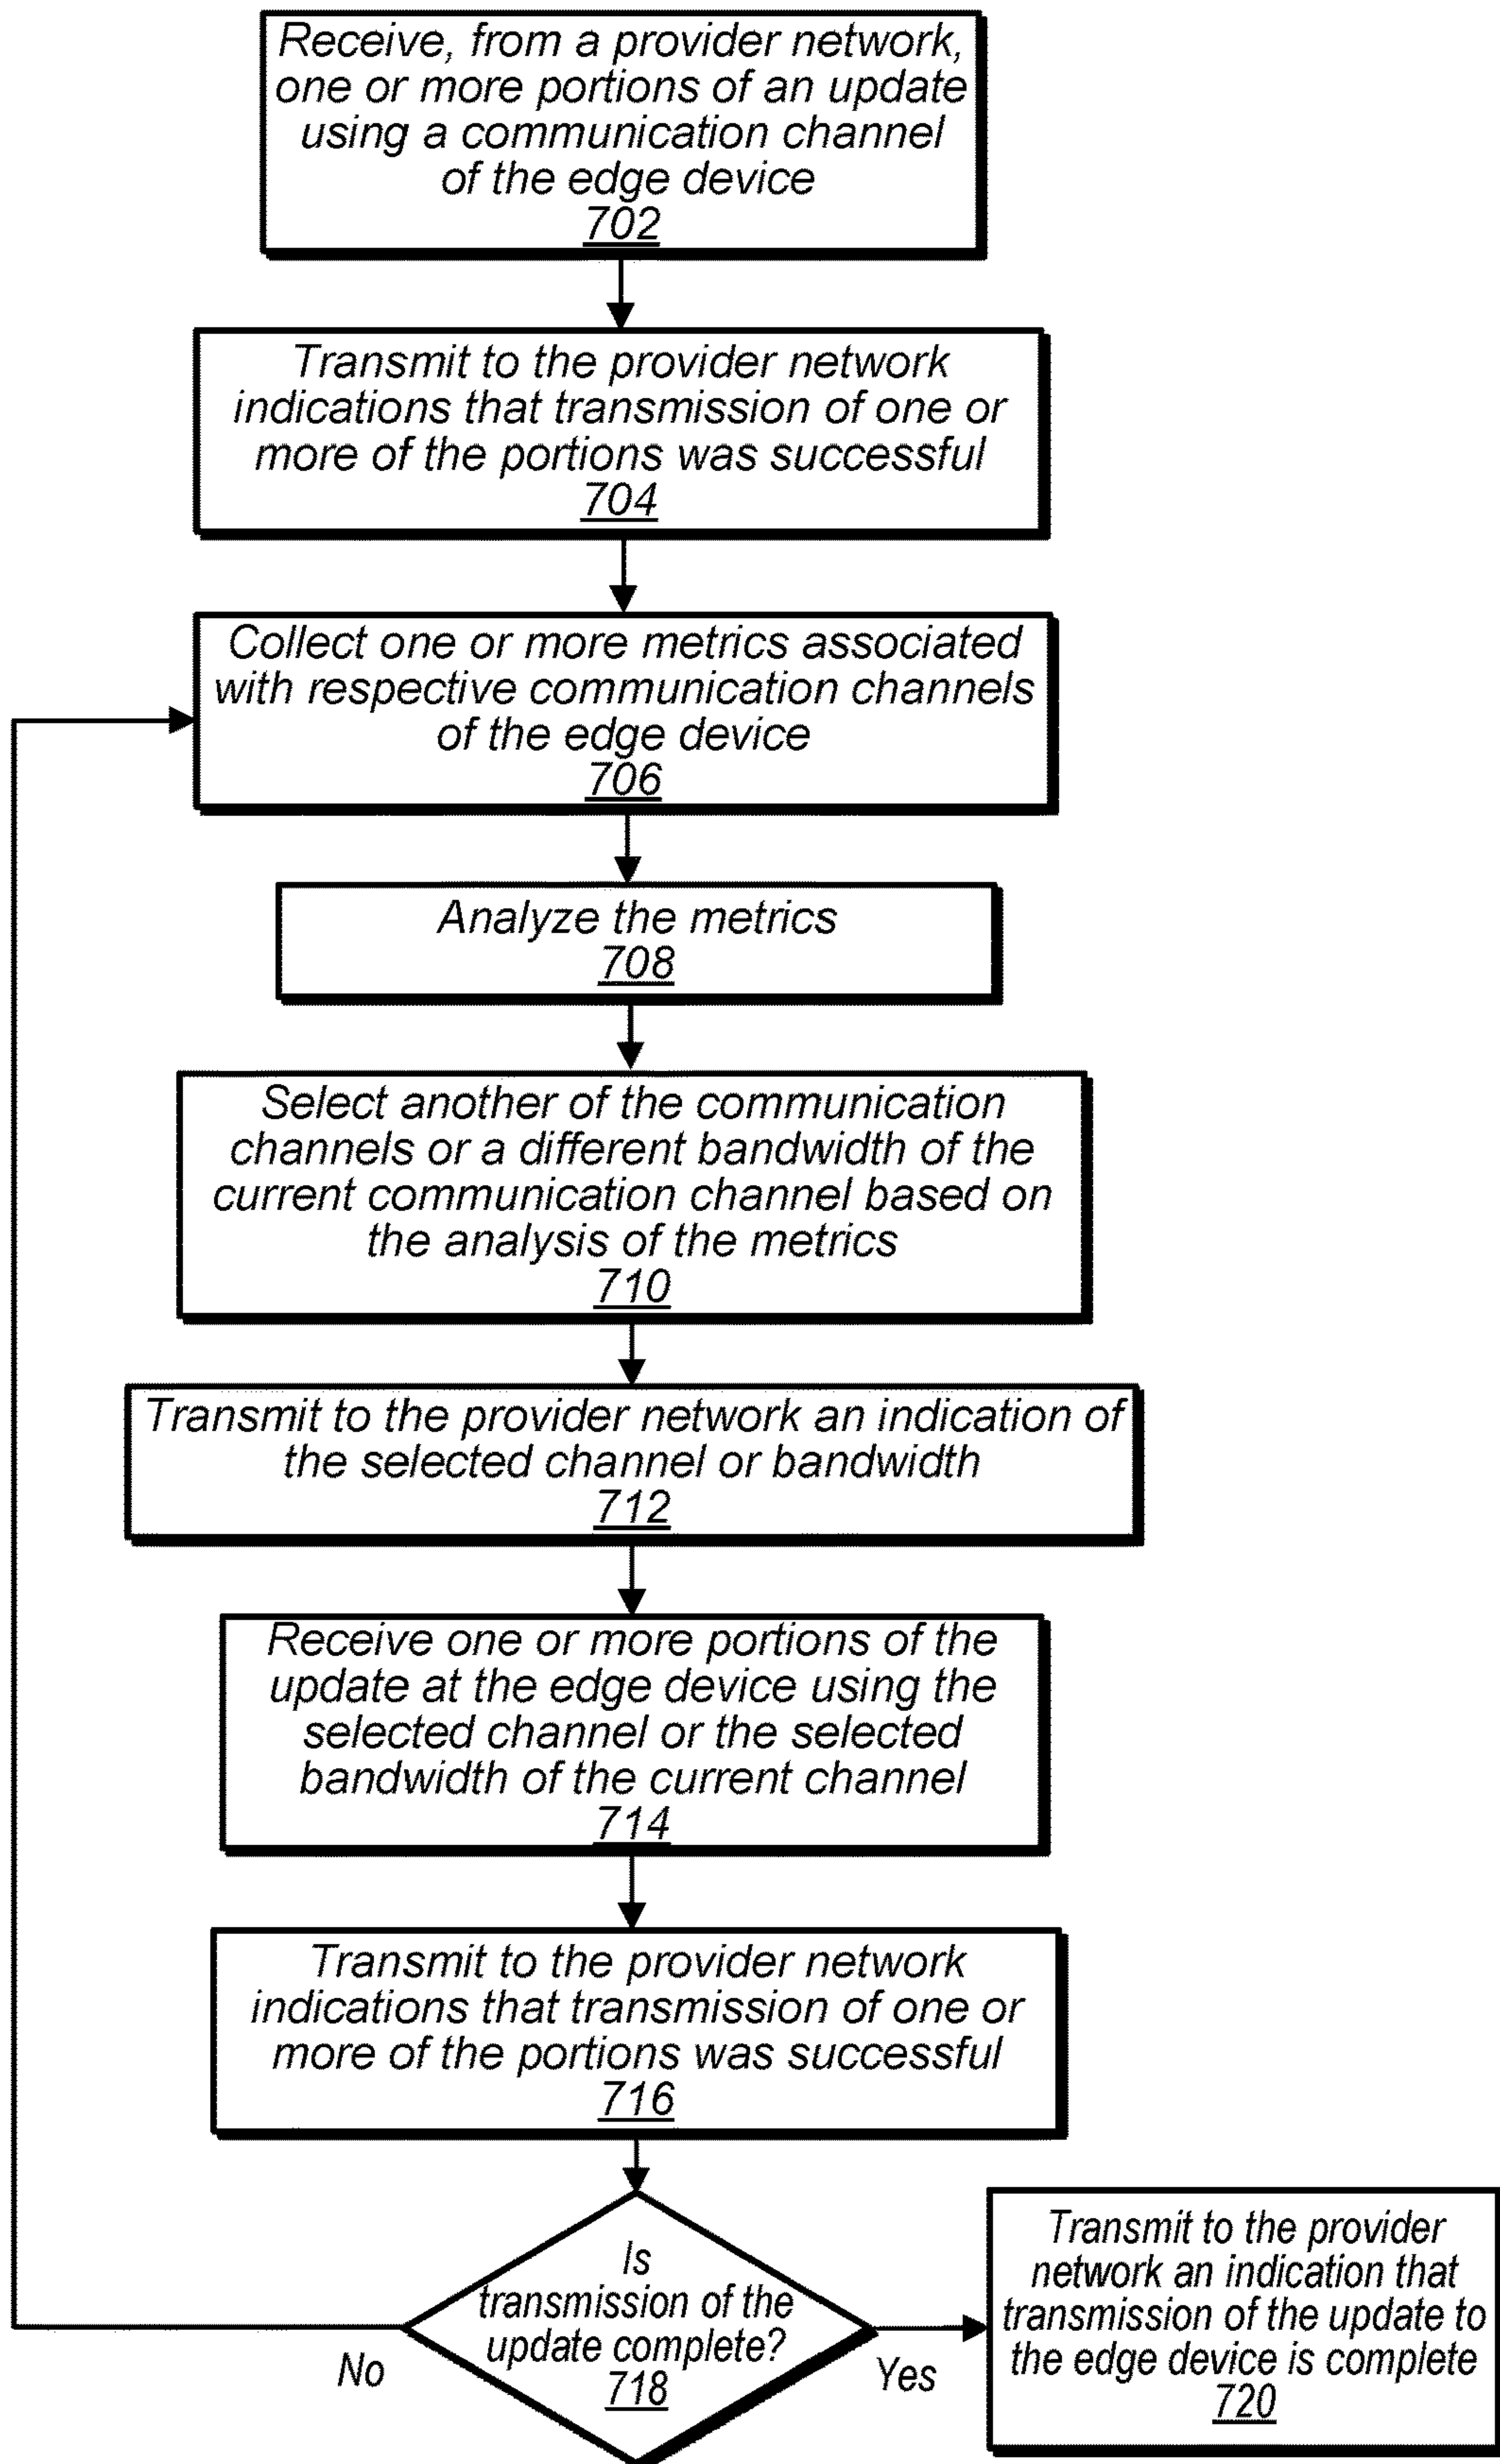 Receive, from a provider network,
one or more portions of an update
using a communication channel
of the edge device
702
Transmit to the provider network
indications that transmission of one or
more of the portions was successful
704
Collect one or more metrics associated
with respective communication channels
of the edge device
706
Analyze the metrics
708
Select another of the communication
channels or a different bandwidth of the
current communication channel based on
the analysis of the metrics
710
Transmit to the provider network an indication of
the selected channel or bandwidth
712
Receive one or more portions of the
update at the edge device using the
selected channel or the selected
bandwidth of the current channel
714
Transmit to the provider network
indications that transmission of one or
more of the portions was successful
716
Is
transmission of the
update complete?
718
No
Yes
Transmit to the provider
network an indication that
transmission of the update to
the edge device is complete
720